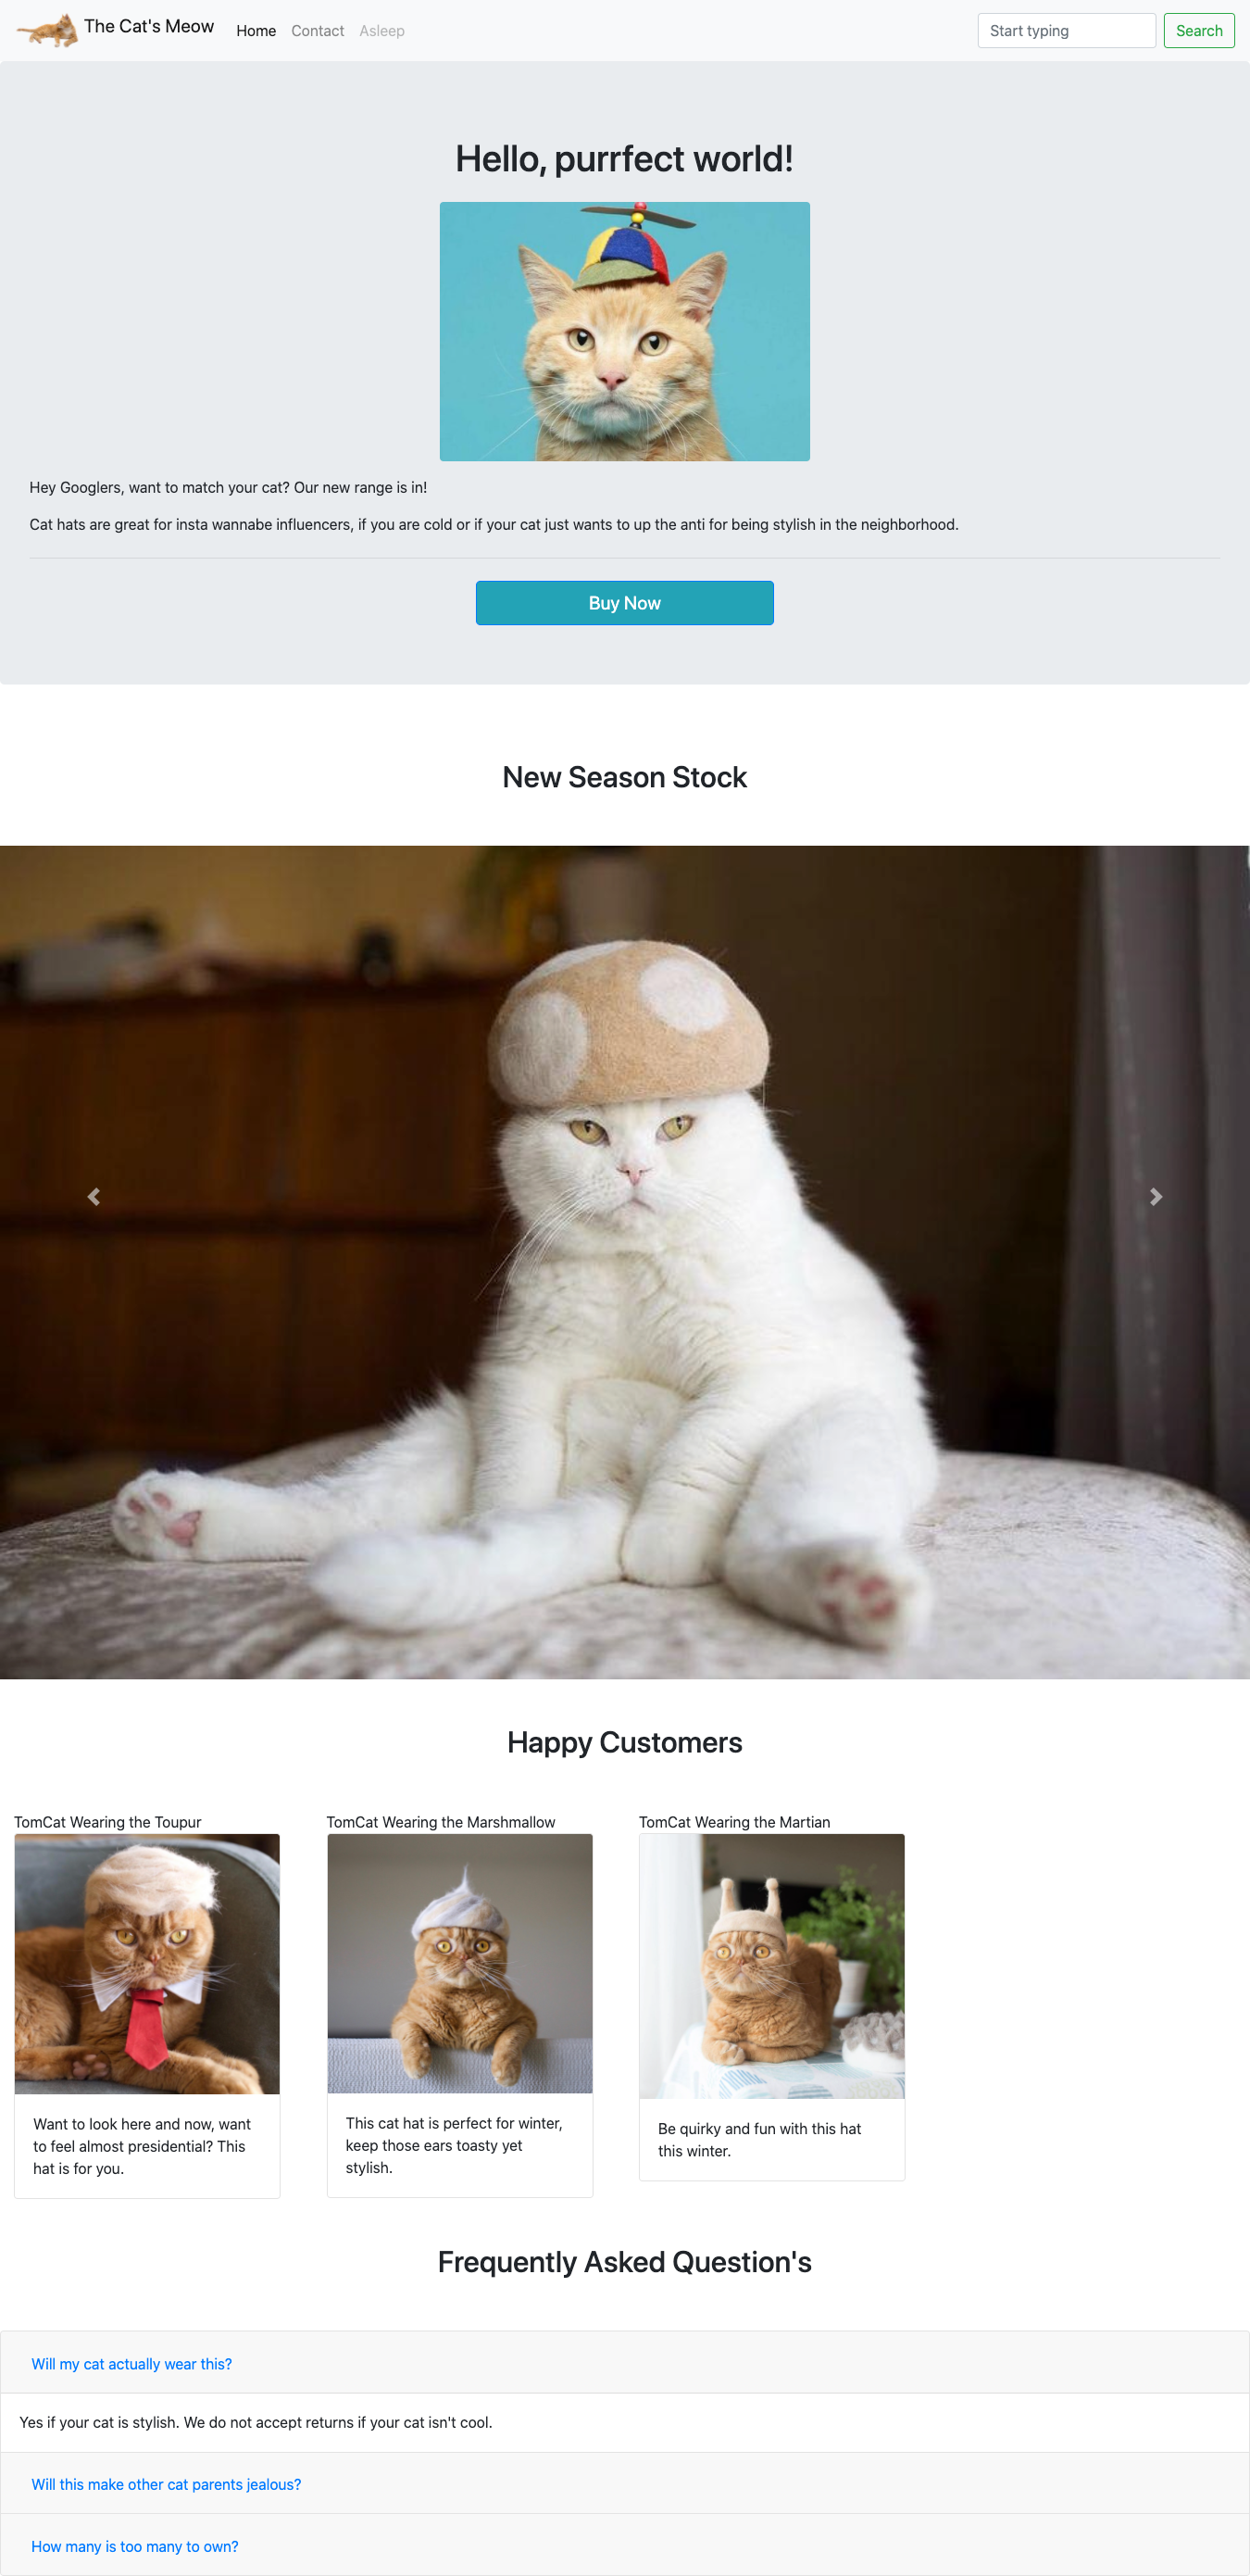 The Cat's Meow
Home
Contact
Asleep
Start typing
Search
Hello, purrfect world!
Hey Googlers, want to match your cat? Our new range is in!
Cat hats are great for insta wannabe influencers, if you are cold or if your cat just wants to up the anti for being stylish in the neighborhood.
Buy Now
New Season Stock
Happy Customers
TomCat Wearing the Toupur
Want to look here and now, want
to feel almost presidential? This
hat is for you.
TomCat Wearing the Marshmallow
This cat hat is perfect for winter,
keep those ears toasty yet
stylish.
TomCat Wearing the Martian
Be quirky and fun with this hat
this winter.
Frequently Asked Question's
Will my cat actually wear this?
Yes if your cat is stylish. We do not accept returns if your cat isn't cool.
Will this make other cat parents jealous?
How many is too many to own?